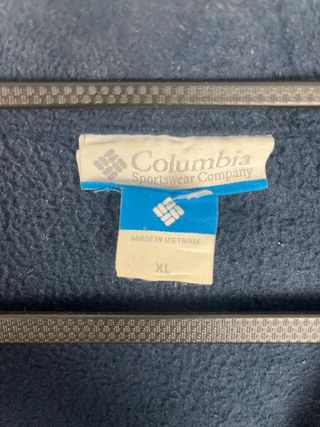 Columbia
Sportswear Company
MADE IN VIETNAM
XL